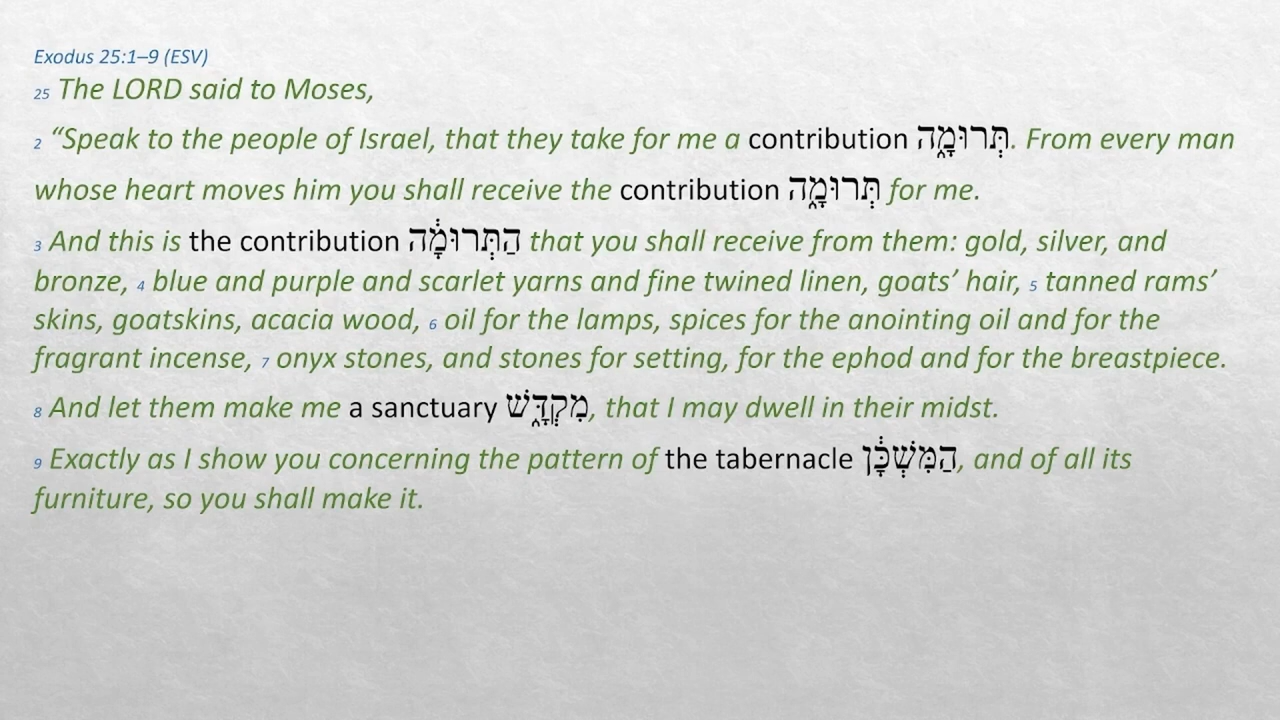 Exodus 25:1–9 (ESV)
25 The LORD said to Moses,
2 “Speak to the people of Israel, that they take for me a contribution תְּרוּמָ֑ה. From every man
whose heart moves him you shall receive the contribution תְּרוּמָ֑ה for me.
3 And this is the contribution הַתְּרוּמָ֔ה that you shall receive from them: gold, silver, and
bronze, 4 blue and purple and scarlet yarns and fine twined linen, goats’ hair, 5 tanned rams’
skins, goatskins, acacia wood, 6 oil for the lamps, spices for the anointing oil and for the
fragrant incense, 7 onyx stones, and stones for setting, for the ephod and for the breastpiece.
8 And let them make me a sanctuary מִקְדָּ֑שׁ, that I may dwell in their midst.
9 Exactly as I show you concerning the pattern of the tabernacle הַמִּשְׁכָּ֔ן, and of all its
furniture, so you shall make it.